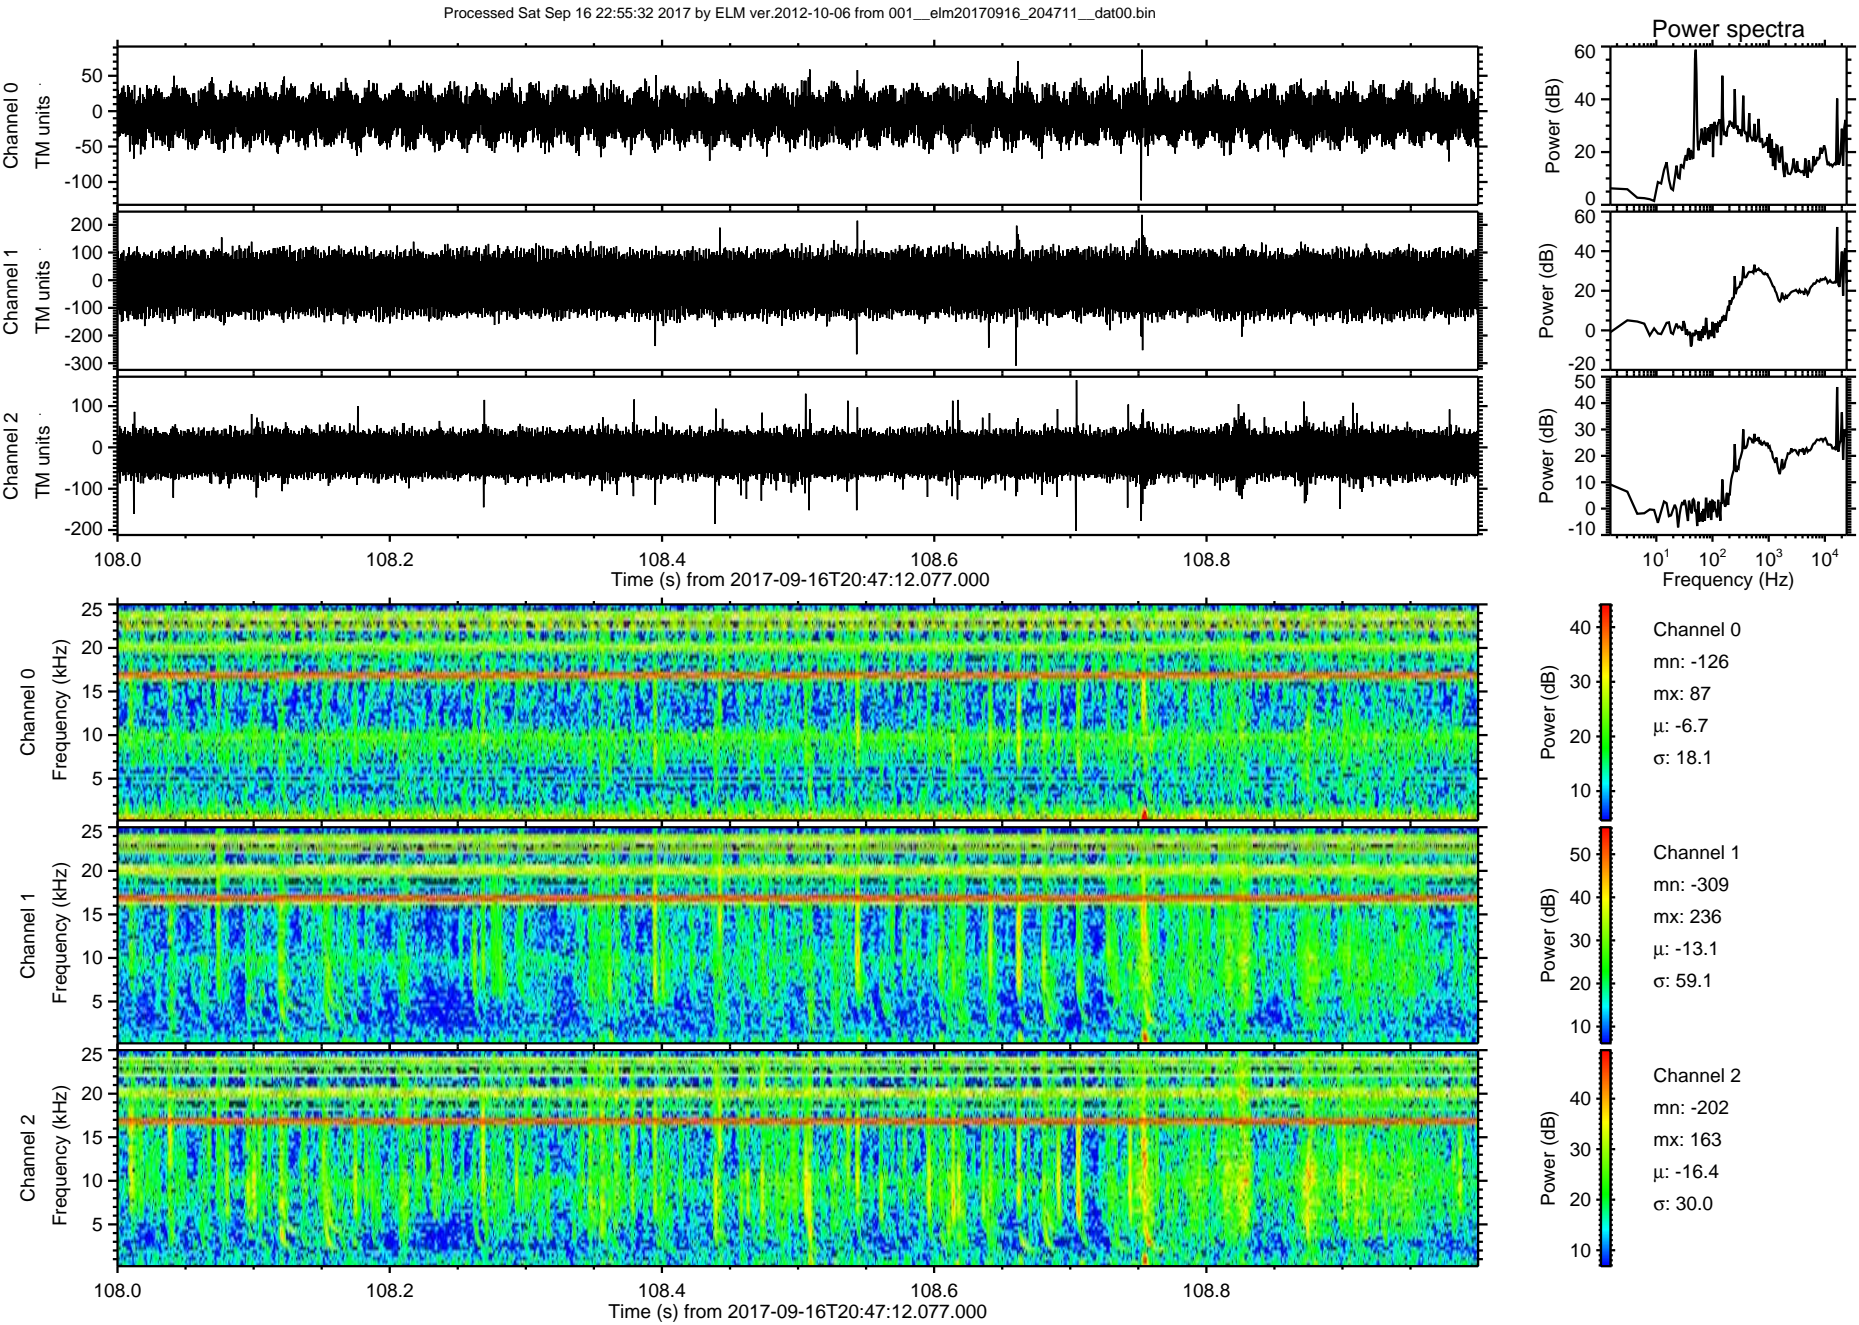 Processed Sat Sep 16 22:55:32 2017 by ELM ver.2012-10-06 from 001__elm20170916_204711__dat00.bin
Power spectra
Channel 0
TM units
50
0
-50
-100
Power (dB)
60
40
20
0
Channel 1
TM units
200
100
0
-100
-200
-300
Power (dB)
60
40
20
0
-20
Channel 2
TM units
100
0
-100
-200
Power (dB)
50
40
30
20
10
0
-10
108.0 108.2 108.4 108.6 108.8
Time (s) from 2017-09-16T20:47:12.077.000
10^1 10^2 10^3 10^4
Frequency (Hz)
Channel 0
Frequency (kHz)
25
20
15
10
5
Power (dB)
40
30
20
10
Channel 0
mn: -126
mx: 87
μ: -6.7
σ: 18.1
Channel 1
Frequency (kHz)
25
20
15
10
5
Power (dB)
50
40
30
20
10
Channel 1
mn: -309
mx: 236
μ: -13.1
σ: 59.1
Channel 2
Frequency (kHz)
25
20
15
10
5
Power (dB)
40
30
20
10
Channel 2
mn: -202
mx: 163
μ: -16.4
σ: 30.0
108.0 108.2 108.4 108.6 108.8
Time (s) from 2017-09-16T20:47:12.077.000